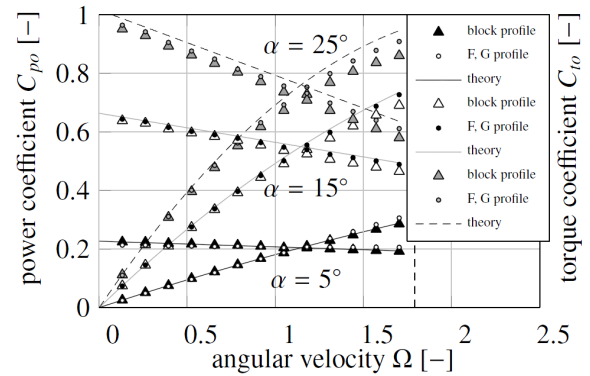 power coefficient Cpo [−]
1
0.8
0.6
0.4
0.2
0
α = 25°
α = 15°
α = 5°
block profile
F, G profile
theory
block profile
F, G profile
theory
block profile
F, G profile
theory
torque coefficient Cto [−]
0 0.5 1 1.5 2 2.5
angular velocity Ω [−]